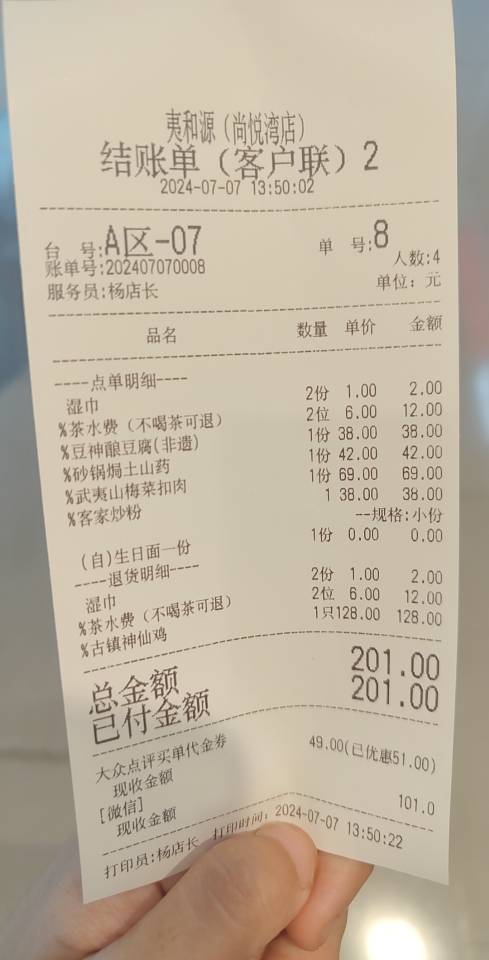 夷和源（尚悦湾店）
结账单（客户联）2
2024-07-07 13:50:02
台 号:A区-07 单 号:8
账单号:202407070008 人数:4
服务员:杨店长 单位: 元
品名 数量 单价 金额
----点单明细----
湿巾 2份 1.00 2.00
%茶水费（不喝茶可退） 2位 6.00 12.00
%豆神酿豆腐(非遗) 1份 38.00 38.00
%砂锅焗土山药 1份 42.00 42.00
%武夷山梅菜扣肉 1份 69.00 69.00
%客家炒粉 1 38.00 38.00
--规格:小份
(自)生日面一份 1份 0.00 0.00
----退货明细----
湿巾 2份 1.00 2.00
%茶水费（不喝茶可退） 2位 6.00 12.00
%古镇神仙鸡 1只128.00 128.00
总金额 201.00
已付金额 201.00
大众点评买单代金券
现收金额 49.00(已优惠51.00)
[微信]
现收金额 101.0
打印员:杨店长 打印时间: 2024-07-07 13:50:22